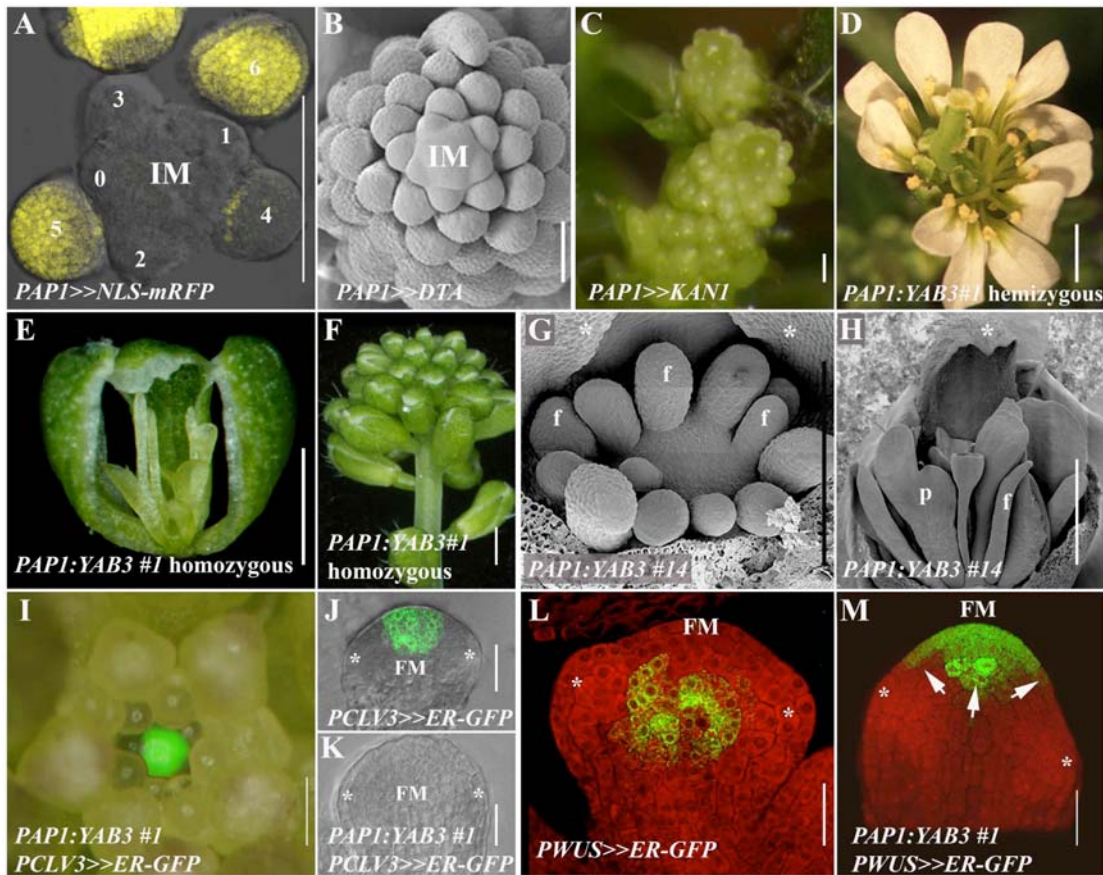 A
3
6
1
IM
0
5
4
2
PAP1>>NLS-mRFP
B
IM
PAP1>>DTA
C
PAP1>>KAN1
D
PAP1:YAB3#1 hemizygous
E
PAP1:YAB3 #1 homozygous
F
PAP1:YAB3#1
homozygous
G
*
*
f
f
f
PAP1:YAB3 #14
H
*
p
f
PAP1:YAB3 #14
I
PAP1:YAB3 #1
PCLV3>>ER-GFP
J
*
*
FM
PCLV3>>ER-GFP
K
FM
*
*
PAP1:YAB3 #1
PCLV3>>ER-GFP
L
FM
*
*
PWUS>>ER-GFP
M
FM
*
*
PAP1:YAB3 #1
PWUS>>ER-GFP